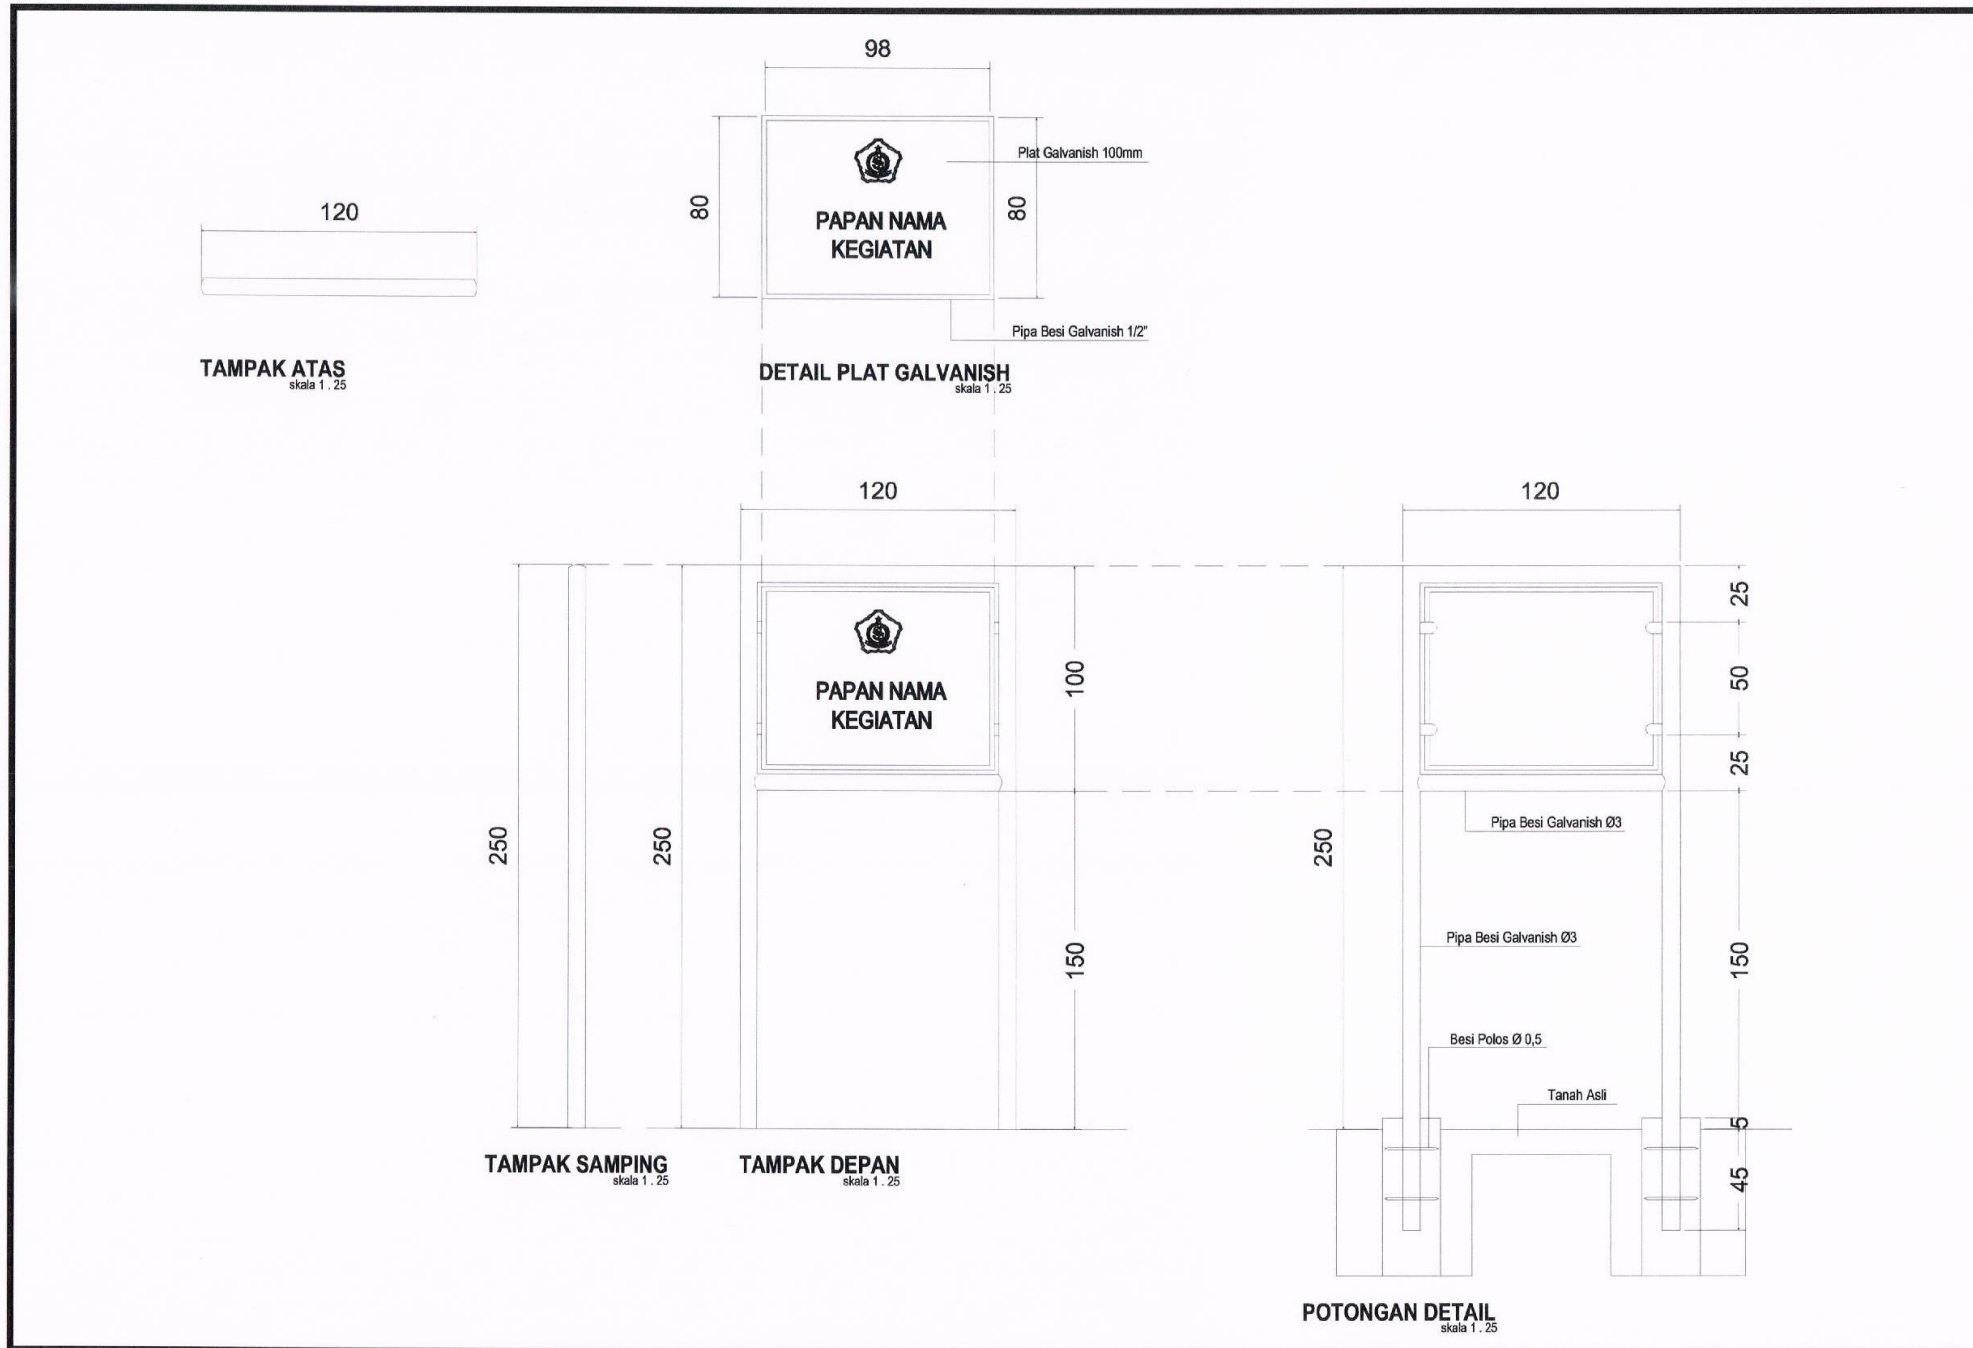 98
Plat Galvanish 100mm
80
80
PAPAN NAMA
KEGIATAN
Pipa Besi Galvanish 1/2"
120
TAMPAK ATAS
skala 1 . 25
DETAIL PLAT GALVANISH
skala 1 . 25
120
120
PAPAN NAMA
KEGIATAN
100
250
250
150
250
25
50
25
Pipa Besi Galvanish Ø3
Pipa Besi Galvanish Ø3
150
Besi Polos Ø 0,5
Tanah Asli
5
45
TAMPAK SAMPING
skala 1 . 25
TAMPAK DEPAN
skala 1 . 25
POTONGAN DETAIL
skala 1 . 25